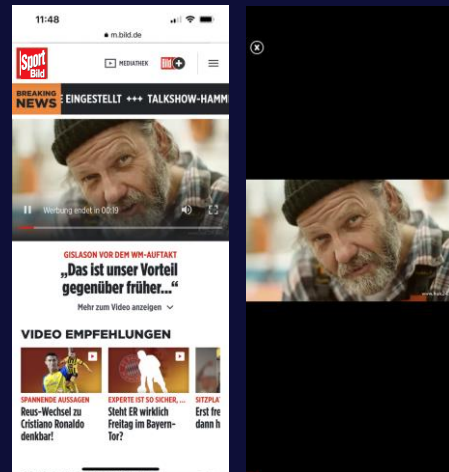 11:48
m.bild.de
Sport
Bild
MEDIATHEK
BILD
BREAKING
NEWS
E EINGESTELLT +++ TALKSHOW-HAMM
Werbung endet in 00:19
GISLASON VOR DEM WM-AUFTAKT
„Das ist unser Vorteil
gegenüber früher...“
Mehr zum Video anzeigen
VIDEO EMPFEHLUNGEN
SPANNENDE AUSSAGEN
Reus-Wechsel zu
Cristiano Ronaldo
denkbar!
EXPERTE IST SO SICHER, ...
Steht ER wirklich
Freitag im Bayern-
Tor?
SITZPLA
Erst fre
dann h
X